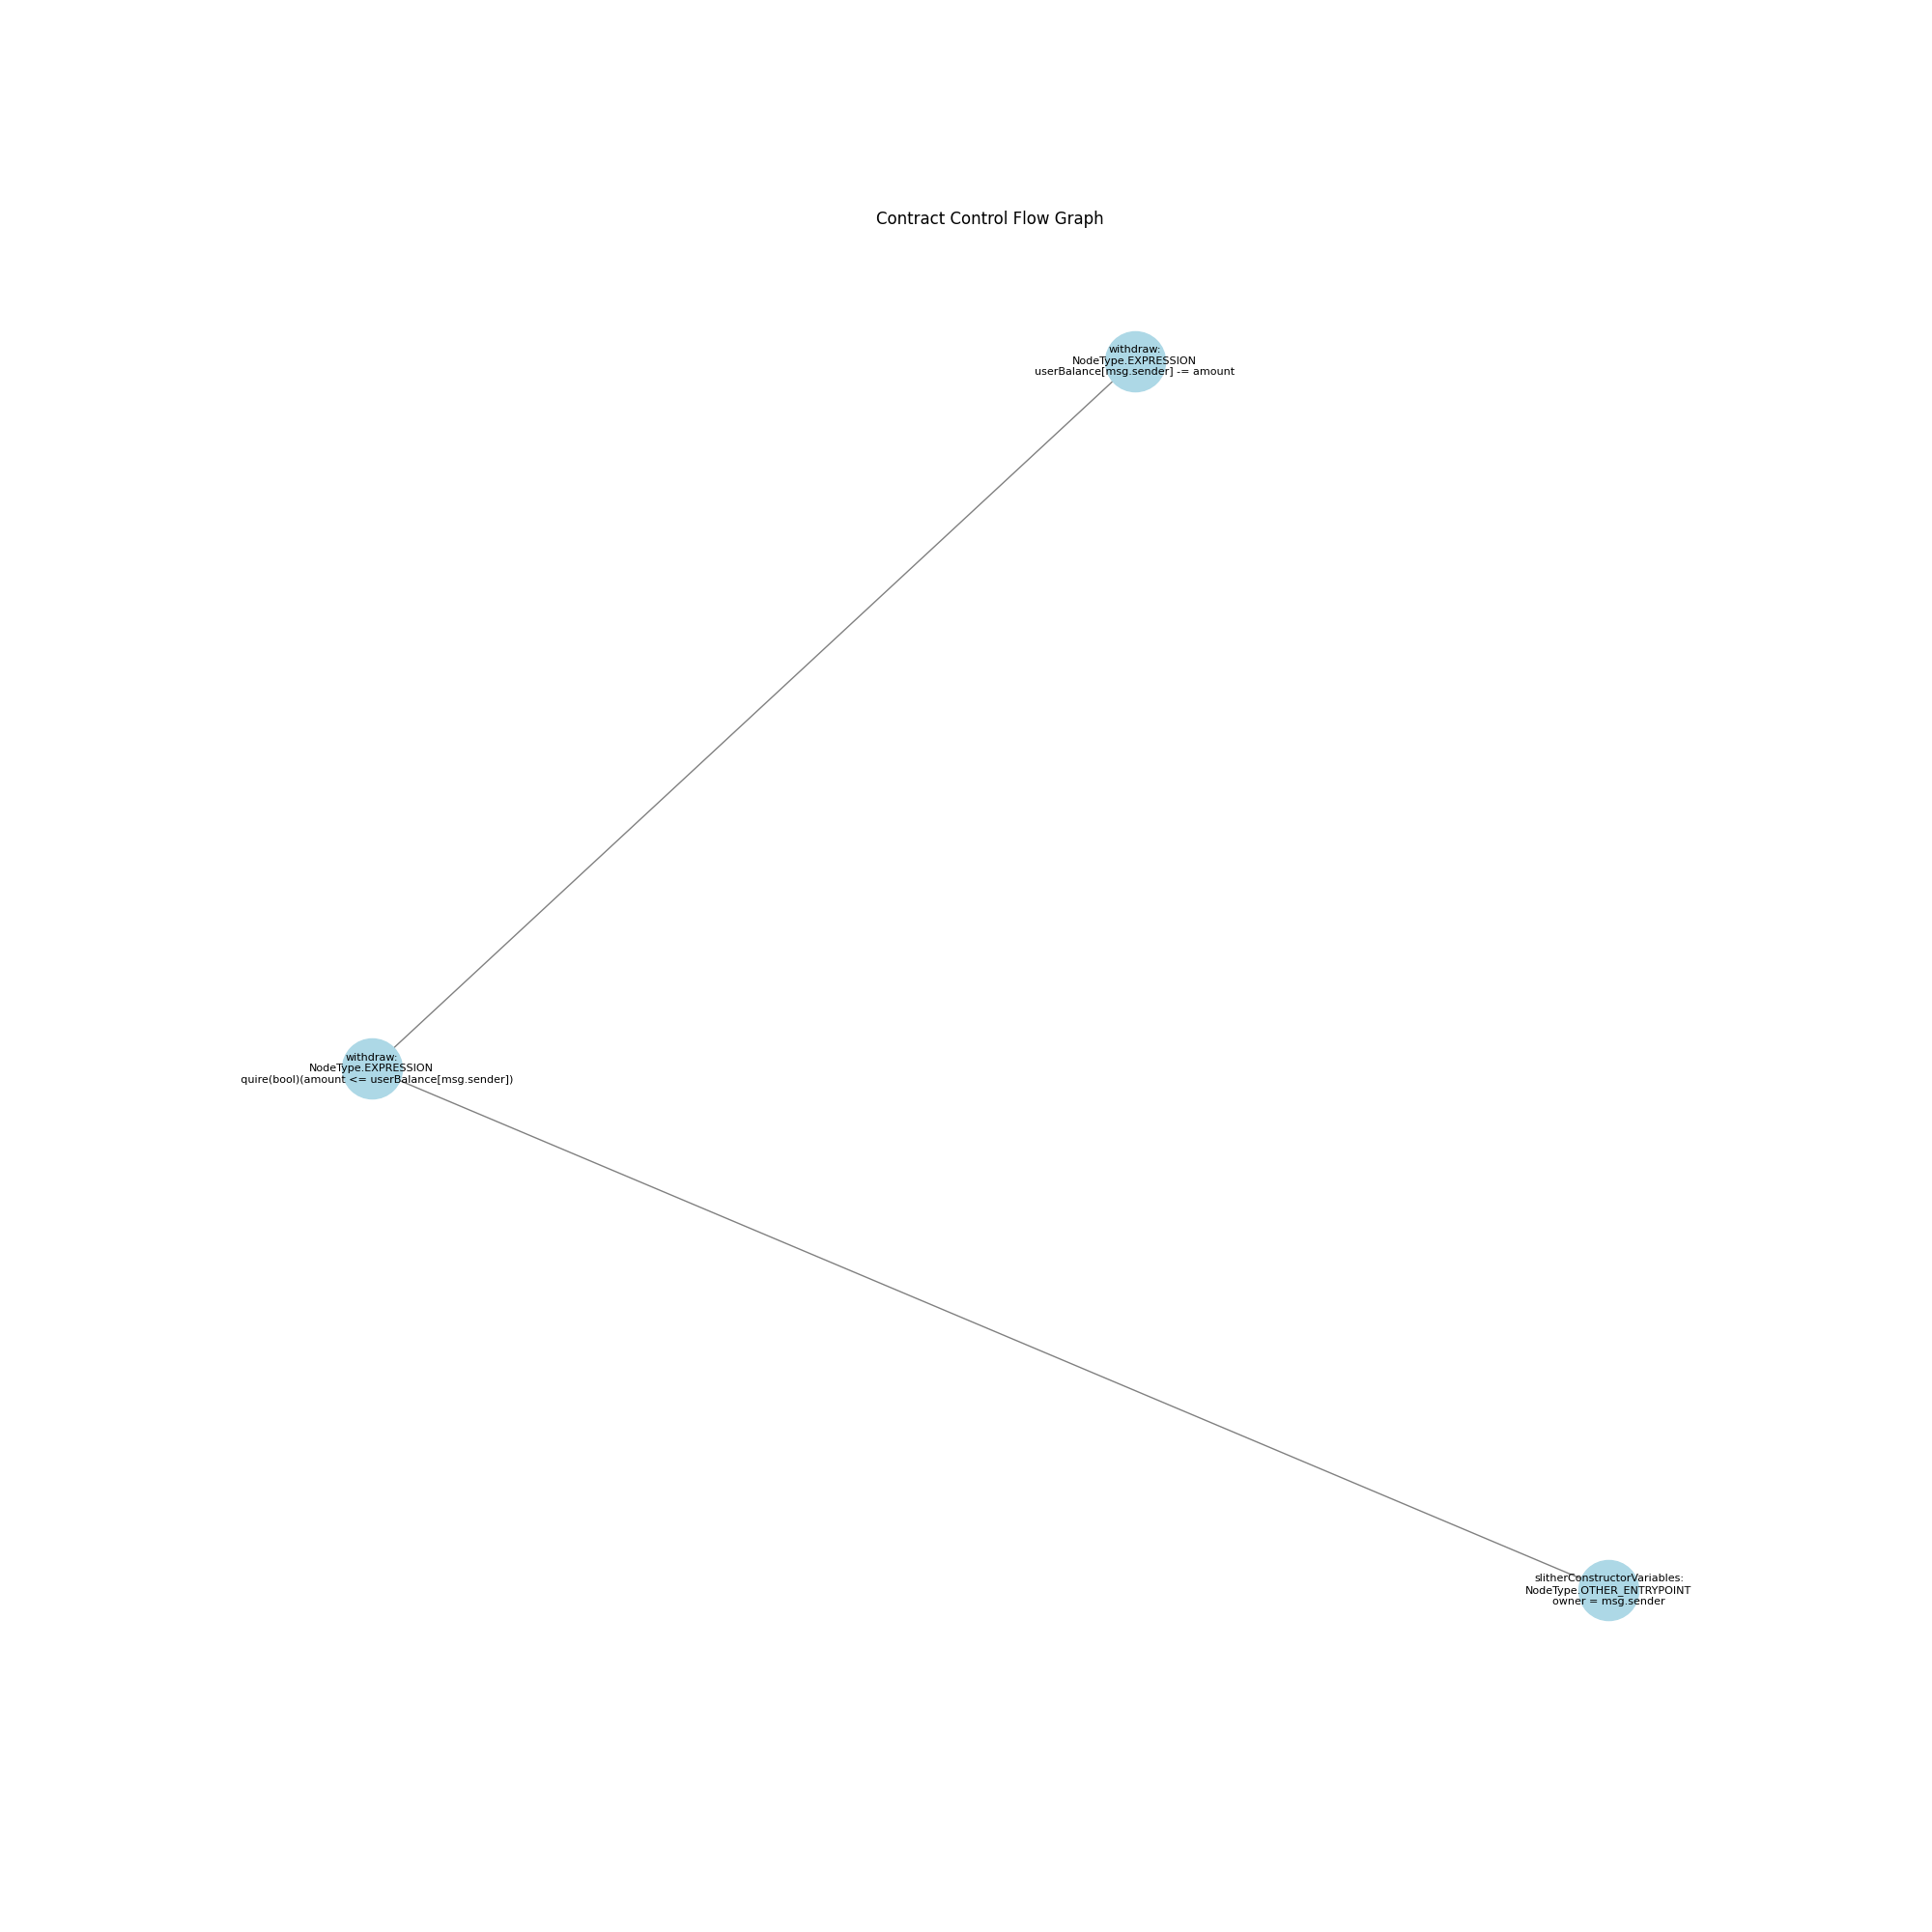 Contract Control Flow Graph
withdraw:
NodeType.EXPRESSION
userBalance[msg.sender] -= amount
withdraw:
NodeType.EXPRESSION
quire(bool)(amount <= userBalance[msg.sender])
slitherConstructorVariables:
NodeType.OTHER_ENTRYPOINT
owner = msg.sender